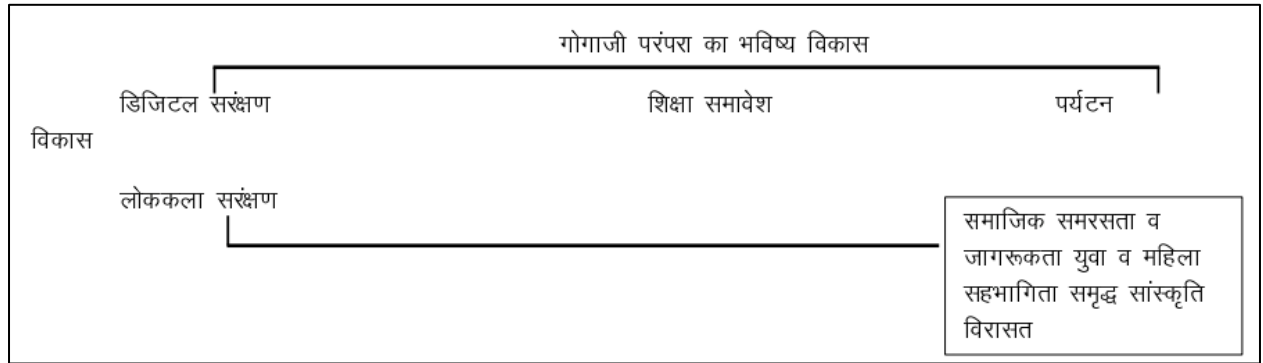 गोगाजी परंपरा का भविष्य विकास
डिजिटल सरंक्षण शिक्षा समावेश पर्यटन
विकास
लोककला सरंक्षण
समाजिक समरसता व
जागरूकता युवा व महिला
सहभागिता समृद्ध सांस्कृति
विरासत